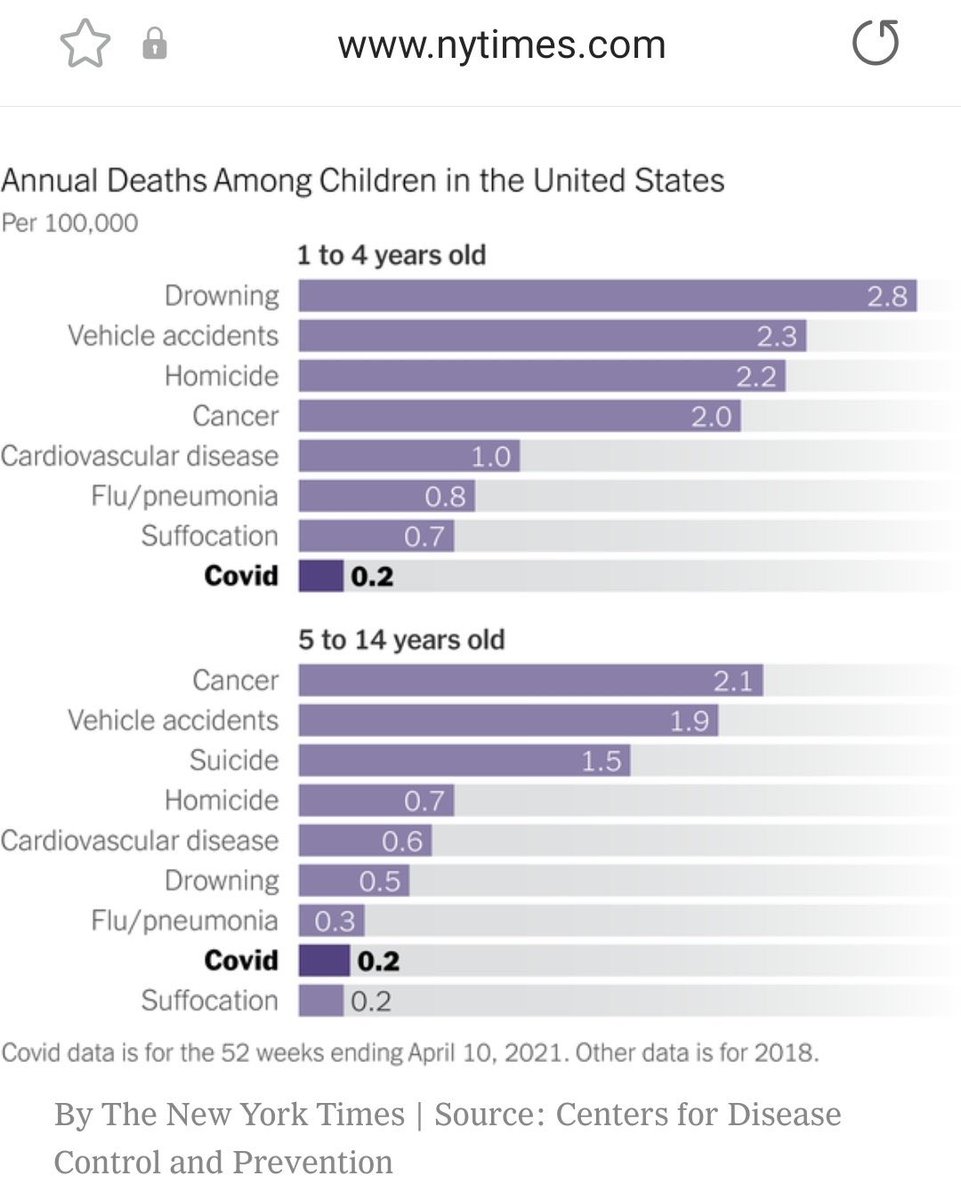 www.nytimes.com
Annual Deaths Among Children in the United States
Per 100,000
1 to 4 years old
Drowning 2.8
Vehicle accidents 2.3
Homicide 2.2
Cancer 2.0
Cardiovascular disease 1.0
Flu/pneumonia 0.8
Suffocation 0.7
Covid 0.2
5 to 14 years old
Cancer 2.1
Vehicle accidents 1.9
Suicide 1.5
Homicide 0.7
Cardiovascular disease 0.6
Drowning 0.5
Flu/pneumonia 0.3
Covid 0.2
Suffocation 0.2
Covid data is for the 52 weeks ending April 10, 2021. Other data is for 2018.
By The New York Times | Source: Centers for Disease
Control and Prevention